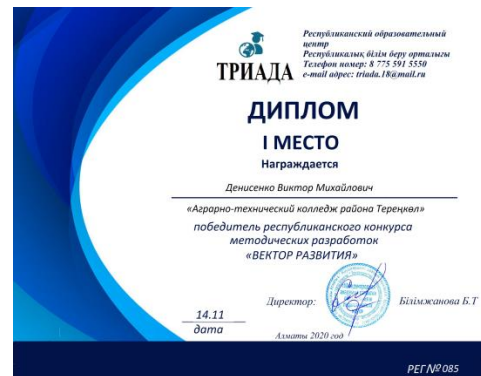 ТРИАДА
Республиканский образовательный
центр
Республикалық білім беру орталығы
Телефон номер: 8 775 591 5550
e-mail адрес: triada.18@mail.ru
ДИПЛОМ
I МЕСТО
Награждается
Денисенко Виктор Михайлович
«Аграрно-технический колледж района Тереңкөл»
победитель республиканского конкурса
методических разработок
«ВЕКТОР РАЗВИТИЯ»
14.11
дата
Директор:
Білімжанова Б.Т
Алматы 2020 год
РЕГ№085